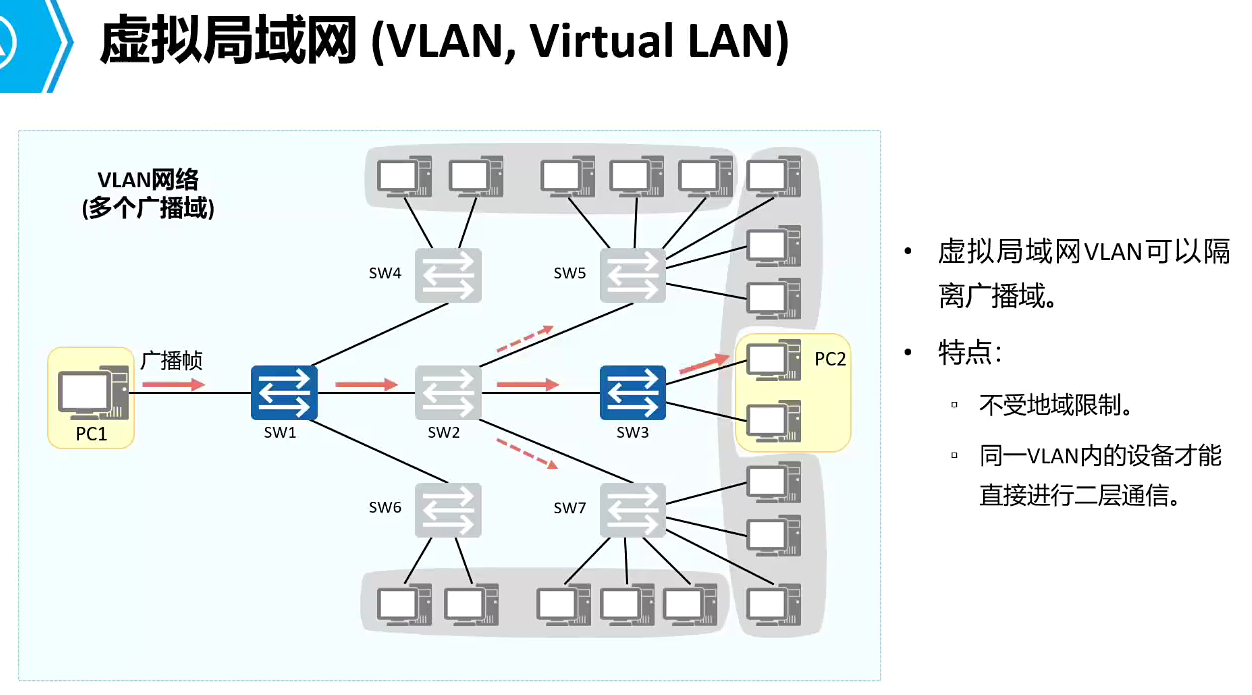 虚拟局域网 (VLAN, Virtual LAN)
VLAN网络
(多个广播域)
SW4
SW5
广播帧
PC1
SW1
SW2
SW3
PC2
SW6
SW7
• 虚拟局域网VLAN可以隔
离广播域。
• 特点：
▫ 不受地域限制。
▫ 同一VLAN内的设备才能
直接进行二层通信。